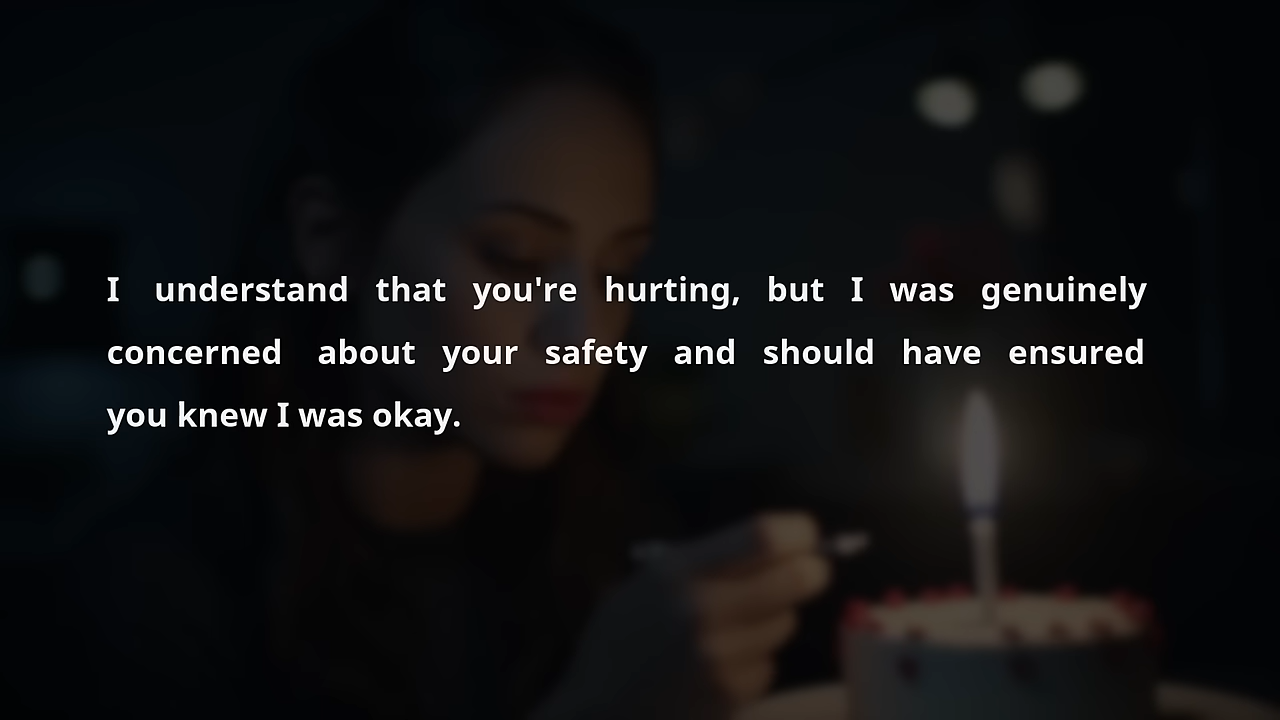 I understand that you're hurting, but I was genuinely
concerned about your safety and should have ensured
you knew I was okay.